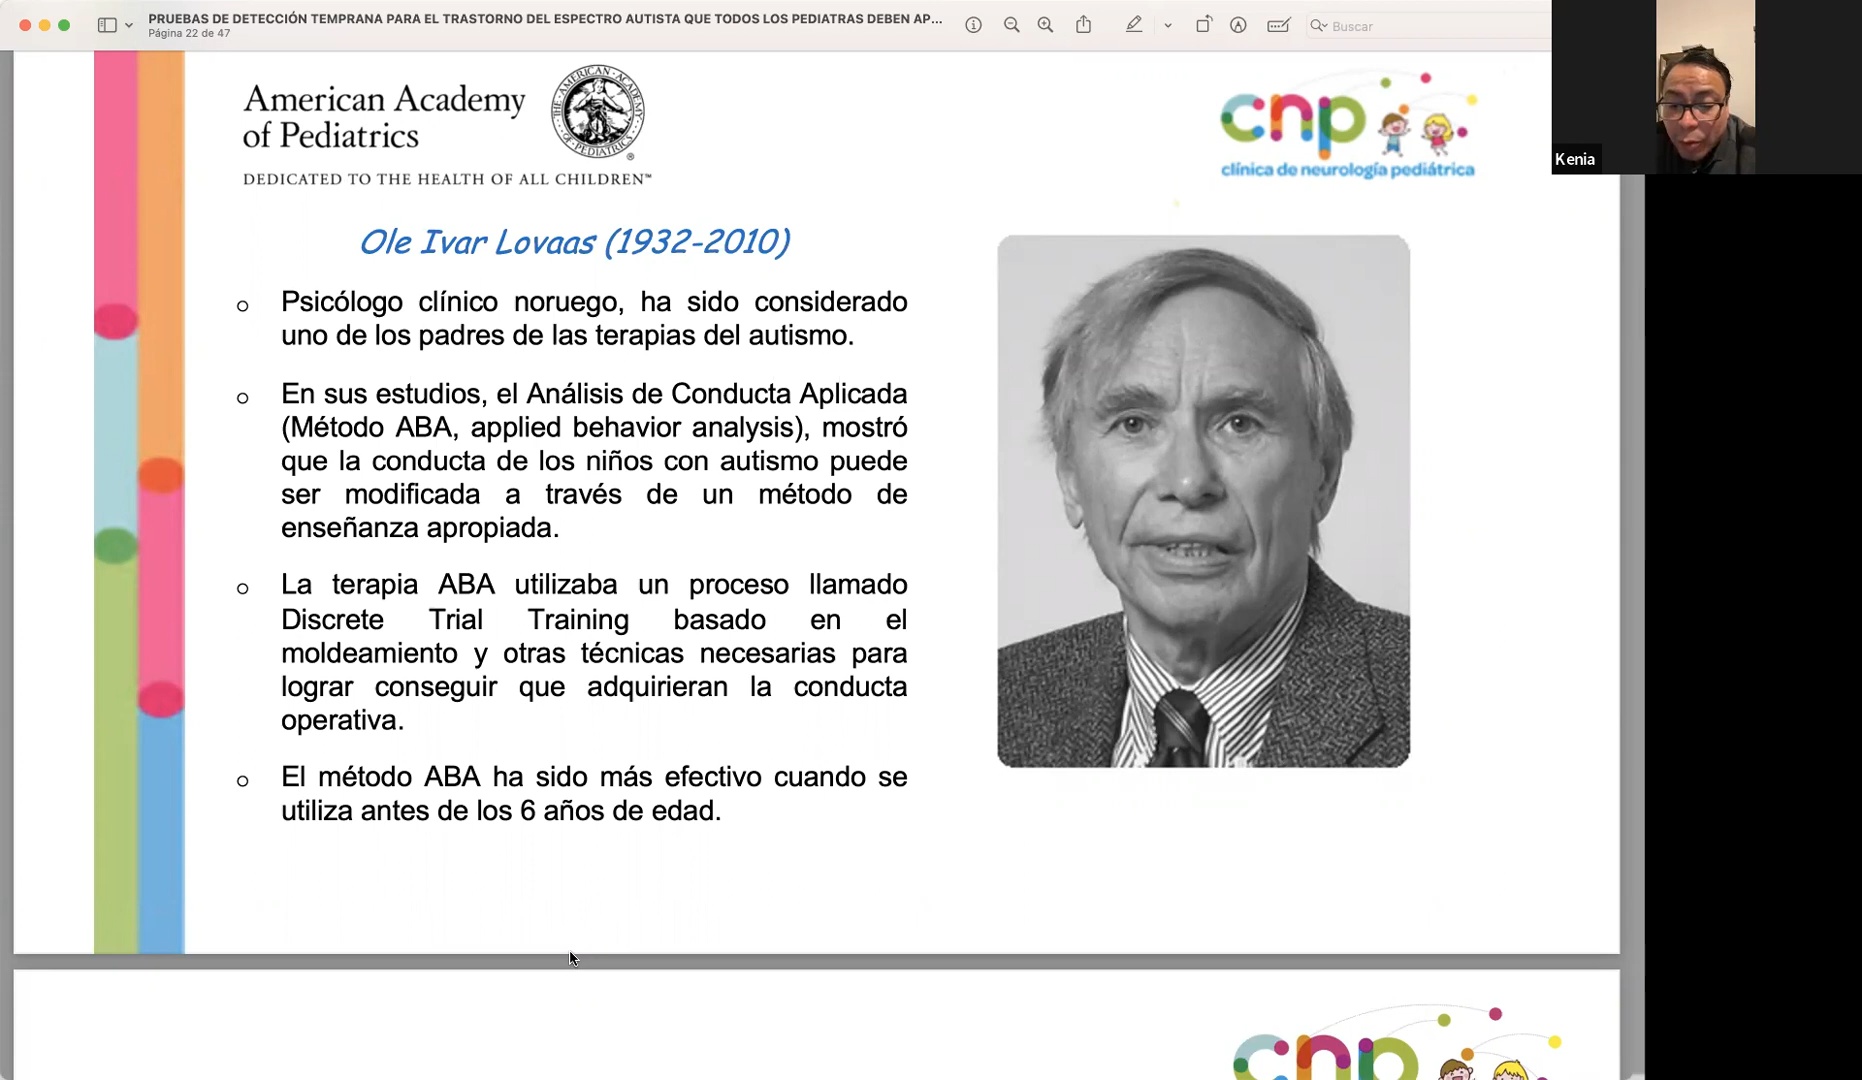 PRUEBAS DE DETECCIÓN TEMPRANA PARA EL TRASTORNO DEL ESPECTRO AUTISTA QUE TODOS LOS PEDIATRAS DEBEN AP...
Página 22 de 47
Buscar
Kenia
American Academy
of Pediatrics
DEDICATED TO THE HEALTH OF ALL CHILDREN™
THE AMERICAN ACADEMY OF PEDIATRICS
®
cnp
clínica de neurología pediátrica
Ole Ivar Lovaas (1932-2010)
Psicólogo clínico noruego, ha sido considerado
uno de los padres de las terapias del autismo.
En sus estudios, el Análisis de Conducta Aplicada
(Método ABA, applied behavior analysis), mostró
que la conducta de los niños con autismo puede
ser modificada a través de un método de
enseñanza apropiada.
La terapia ABA utilizaba un proceso llamado
Discrete Trial Training basado en el
moldeamiento y otras técnicas necesarias para
lograr conseguir que adquirieran la conducta
operativa.
El método ABA ha sido más efectivo cuando se
utiliza antes de los 6 años de edad.
cnp